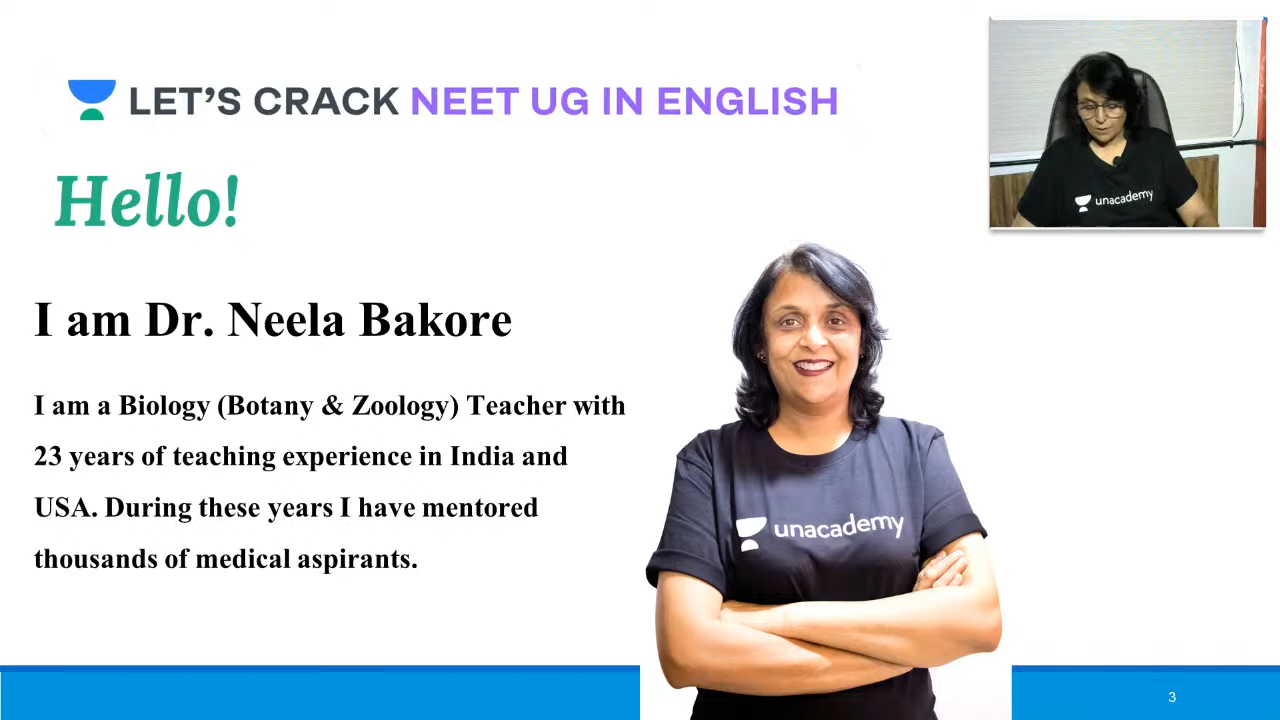 LET'S CRACK NEET UG IN ENGLISH
unacademy
Hello!
I am Dr. Neela Bakore
I am a Biology (Botany & Zoology) Teacher with
23 years of teaching experience in India and
USA. During these years I have mentored
thousands of medical aspirants.
unacademy
3